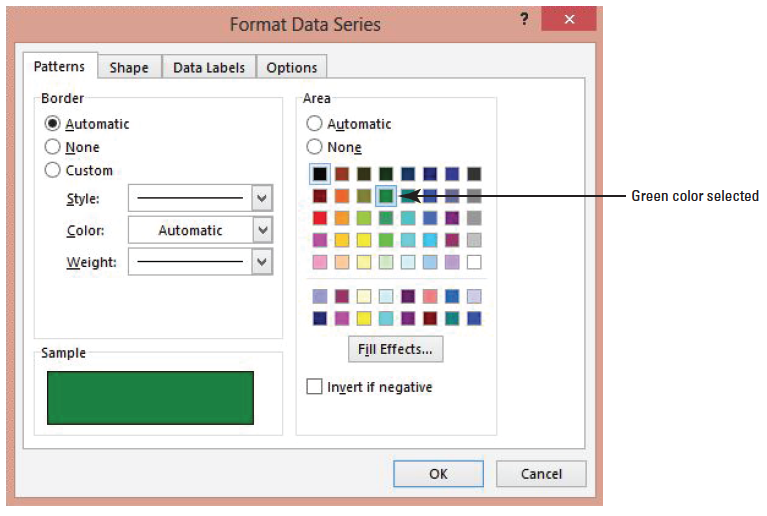 Format Data Series
?
Patterns
Shape
Data Labels
Options
Border
Automatic
None
Custom
Style:
Color:
Automatic
Weight:
Sample
Area
Automatic
None
Green color selected
Fill Effects...
Invert if negative
OK
Cancel